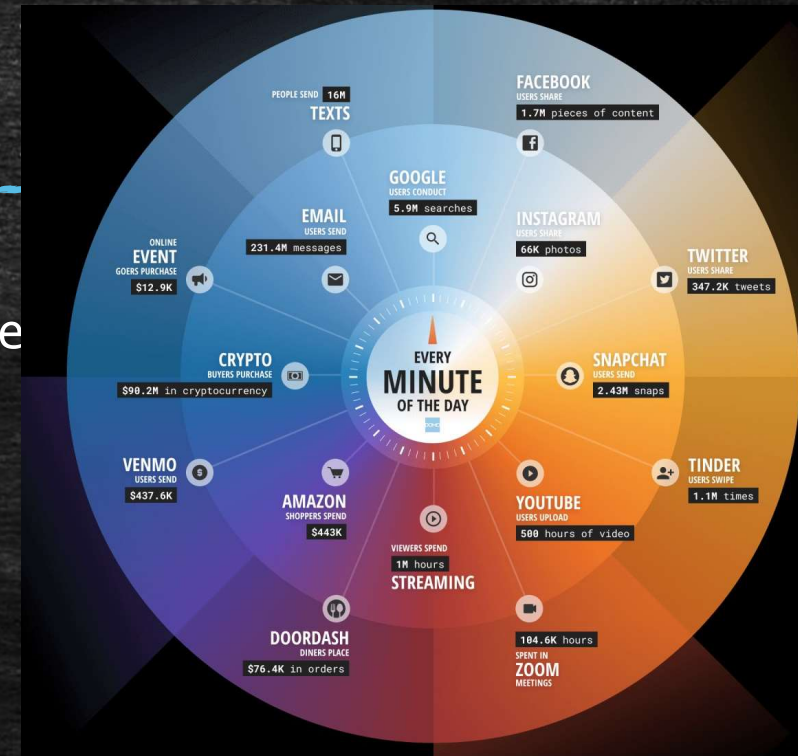 e
PEOPLE SEND 16M
TEXTS
FACEBOOK
USERS SHARE
1.7M pieces of content
GOOGLE
USERS CONDUCT
5.9M searches
EMAIL
USERS SEND
231.4M messages
INSTAGRAM
USERS SHARE
66K photos
ONLINE
EVENT
GOERS PURCHASE
$12.9K
TWITTER
USERS SHARE
347.2K tweets
EVERY
MINUTE
OF THE DAY
DOMO
CRYPTO
BUYERS PURCHASE
$90.2M in cryptocurrency
SNAPCHAT
USERS SEND
2.43M snaps
VENMO
USERS SEND
$437.6K
TINDER
USERS SWIPE
1.1M times
AMAZON
SHOPPERS SPEND
$443K
YOUTUBE
USERS UPLOAD
500 hours of video
VIEWERS SPEND
1M hours
STREAMING
DOORDASH
DINERS PLACE
$76.4K in orders
104.6K hours
SPENT IN
ZOOM
MEETINGS